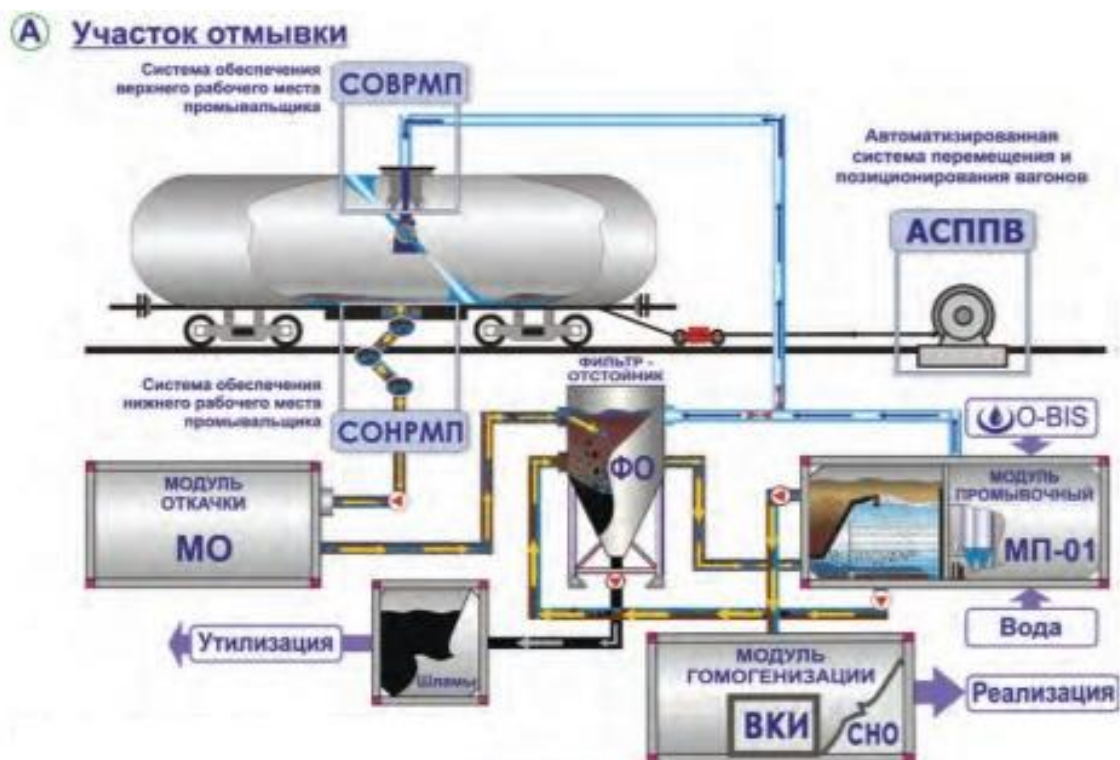 А Участок отмывки
Система обеспечения
верхнего рабочего места
промывальщика
СОВРМП
Автоматизированная
система перемещения и
позиционирования вагонов
АСППВ
Система обеспечения
нижнего рабочего места
промывальщика
СОНРМП
ФИЛЬТР -
ОТСТОЙНИК
ФО
O-BIS
МОДУЛЬ
ОТКАЧКИ
МО
МОДУЛЬ
ПРОМЫВОЧНЫЙ
МП-01
Вода
Утилизация
Шламы
МОДУЛЬ
ГОМОГЕНИЗАЦИИ
ВКИ
СНО
Реализация